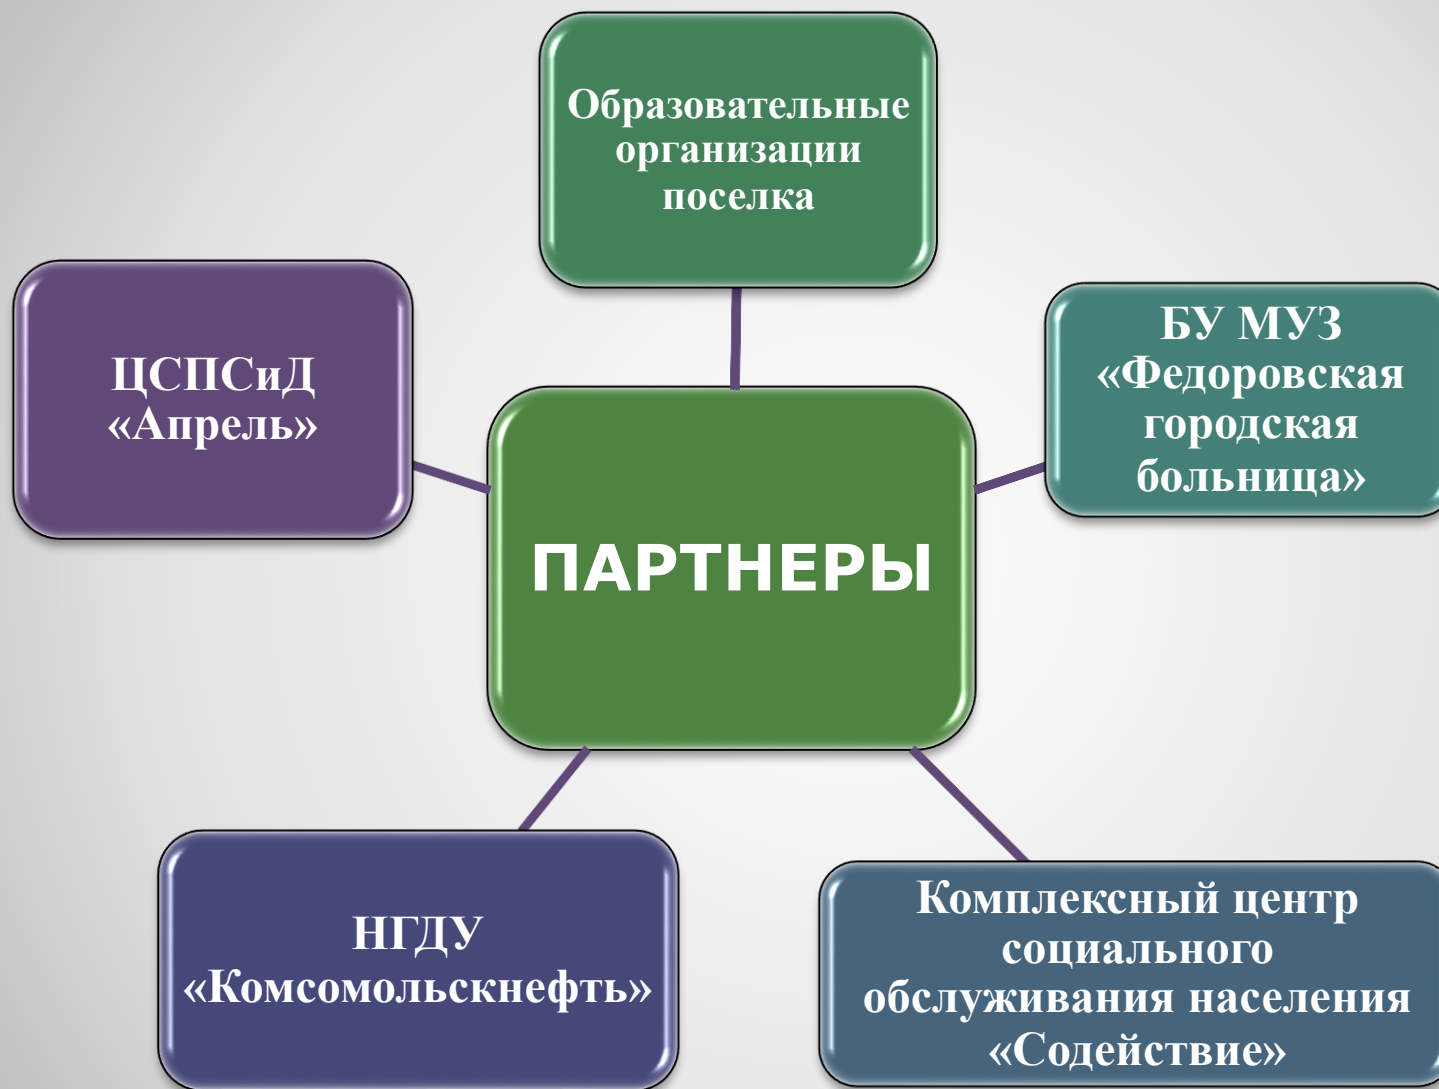 Образовательные
организации
поселка
ЦСПСиД
«Апрель»
БУ МУЗ
«Федоровская
городская
больница»
ПАРТНЕРЫ
НГДУ
«Комсомольскнефть»
Комплексный центр
социального
обслуживания населения
«Содействие»